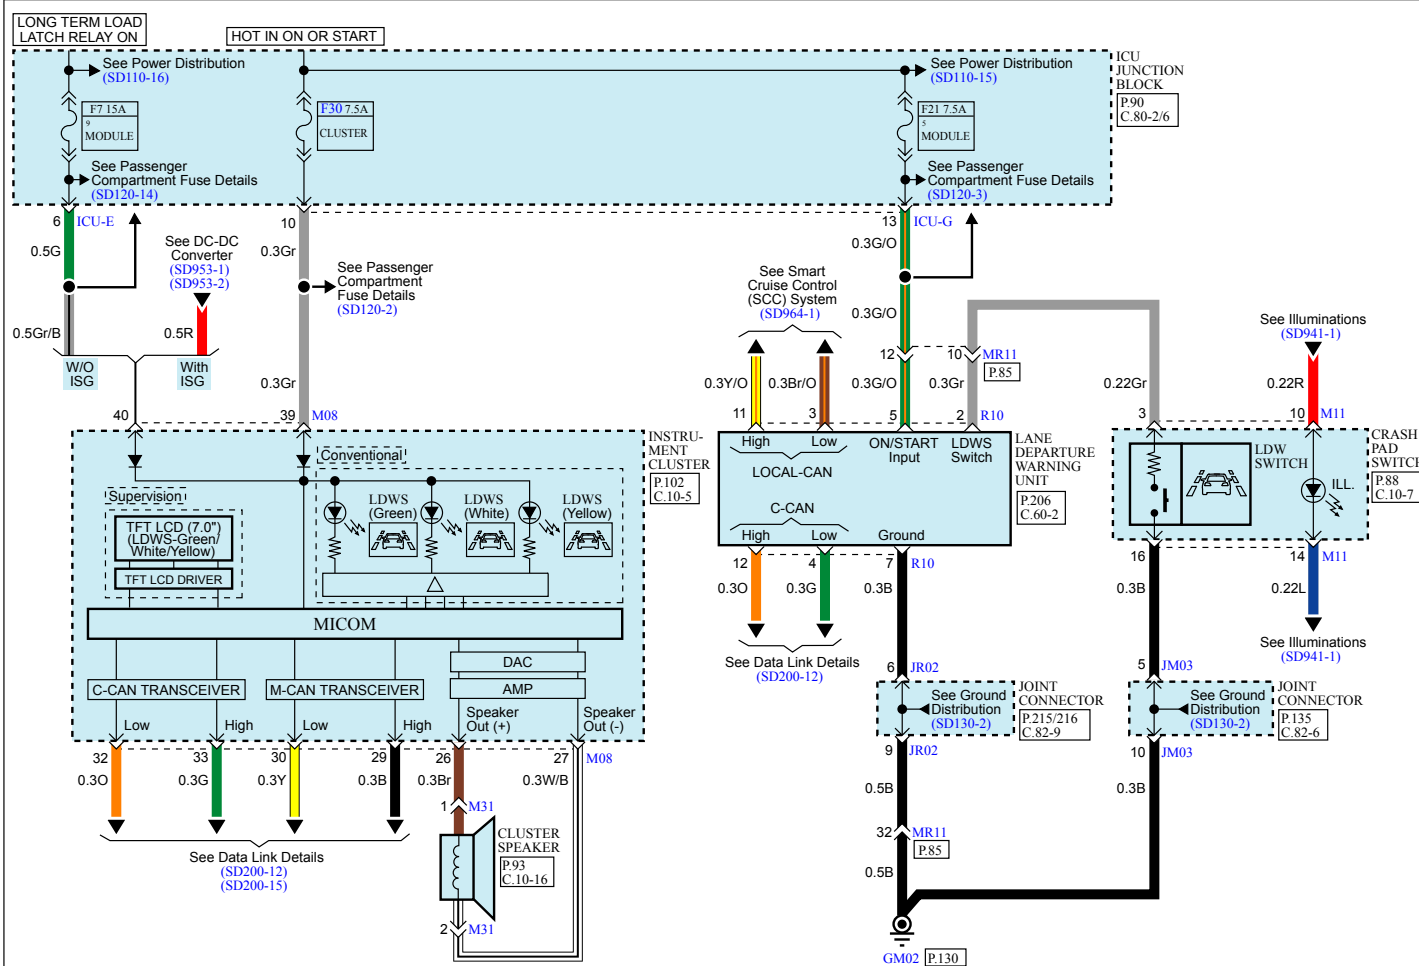 LONG TERM LOAD
LATCH RELAY ON
HOT IN ON OR START
See Power Distribution
(SD110-16)
See Power Distribution
(SD110-15)
ICU
JUNCTION
BLOCK
P.90
C.80-2/6
F7 15A
9
MODULE
F30 7.5A
CLUSTER
F21 7.5A
5
MODULE
See Passenger
Compartment Fuse Details
(SD120-14)
See Passenger
Compartment Fuse Details
(SD120-3)
6
ICU-E
10
13
ICU-G
0.5G
See DC-DC
Converter
(SD953-1)
(SD953-2)
0.3Gr
0.3G/O
See Passenger
Compartment
Fuse Details
(SD120-2)
See Smart
Cruise Control
(SCC) System
(SD964-1)
0.3G/O
0.5Gr/B
0.5R
See Illuminations
(SD941-1)
W/O
ISG
With
ISG
12
10
MR11
P.85
0.3Gr
0.3Y/O
0.3Br/O
0.3G/O
0.3Gr
0.22Gr
0.22R
40
39
M08
11
3
5
2
R10
3
10
M11
INSTRU-
MENT
CLUSTER
P.102
C.10-5
High
Low
ON/START
Input
LDWS
Switch
LOCAL-CAN
C-CAN
High
Low
Ground
LANE
DEPARTURE
WARNING
UNIT
P.206
C.60-2
LDW
SWITCH
ILL.
CRASH
PAD
SWITCH
P.88
C.10-7
Conventional
Supervision
LDWS
(Green)
LDWS
(White)
LDWS
(Yellow)
TFT LCD (7.0")
(LDWS-Green/
White/Yellow)
TFT LCD DRIVER
MICOM
12
4
7
R10
16
14
M11
0.3O
0.3G
0.3B
0.3B
0.22L
See Data Link Details
(SD200-12)
See Illuminations
(SD941-1)
DAC
AMP
C-CAN TRANSCEIVER
M-CAN TRANSCEIVER
Low
High
Low
High
Speaker
Out (+)
Speaker
Out (-)
6
JR02
See Ground
Distribution
(SD130-2)
JOINT
CONNECTOR
P.215/216
C.82-9
5
JM03
See Ground
Distribution
(SD130-2)
JOINT
CONNECTOR
P.135
C.82-6
9
JR02
10
JM03
32
33
30
29
26
27
M08
0.3O
0.3G
0.3Y
0.3B
0.3Br
0.3W/B
0.5B
0.3B
1
M31
CLUSTER
SPEAKER
P.93
C.10-16
See Data Link Details
(SD200-12)
(SD200-15)
32
MR11
P.85
0.5B
2
M31
GM02
P.130